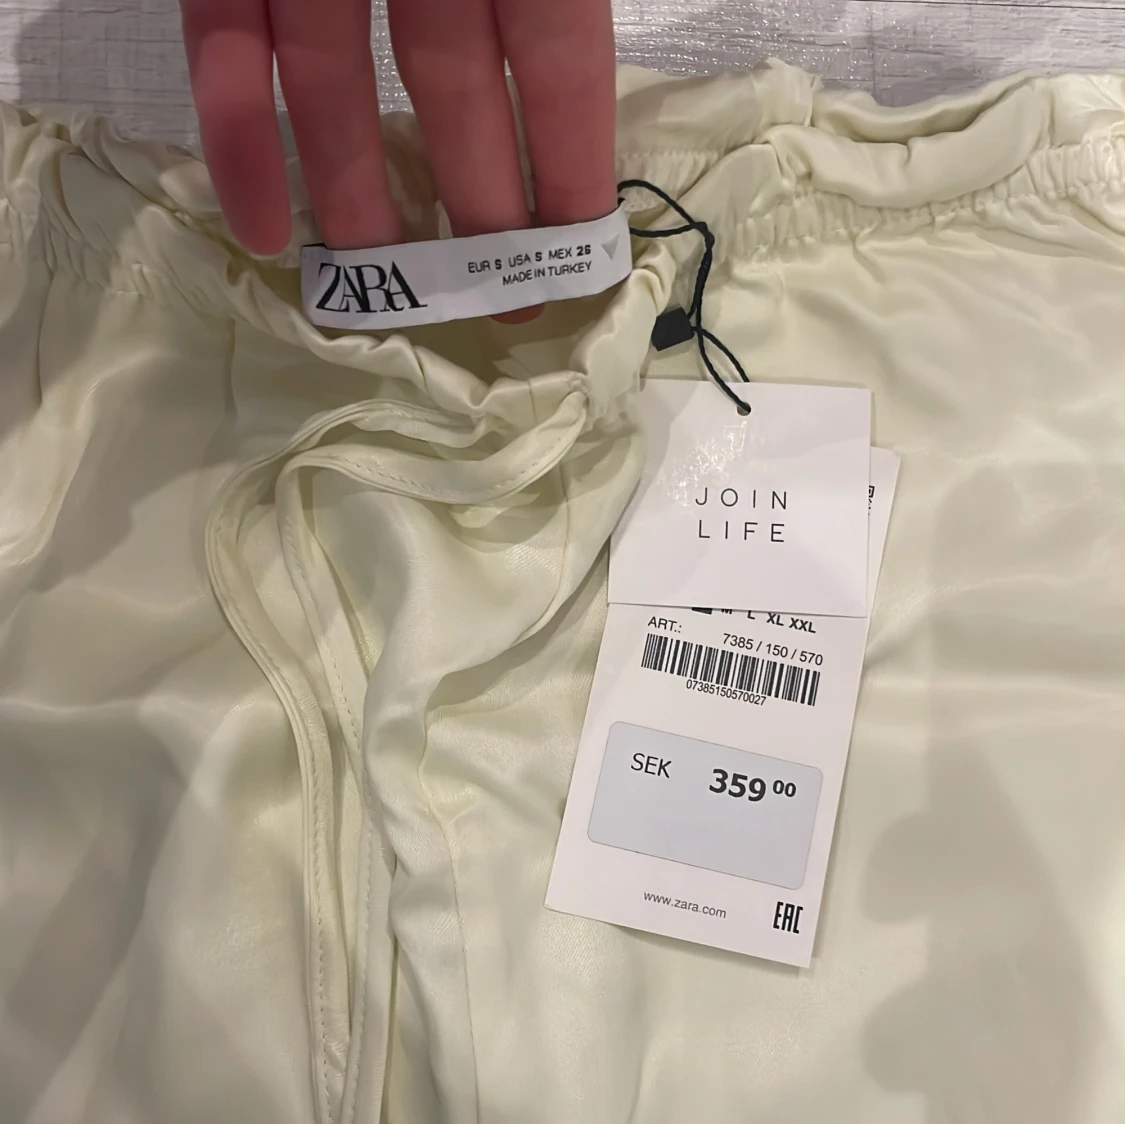 ZARA
EUR S USA S MEX 26
MADE IN TURKEY
JOIN
LIFE
M L XL XXL
ART.:
7385 / 150 / 570
07385150570027
SEK 359 00
www.zara.com
EAC